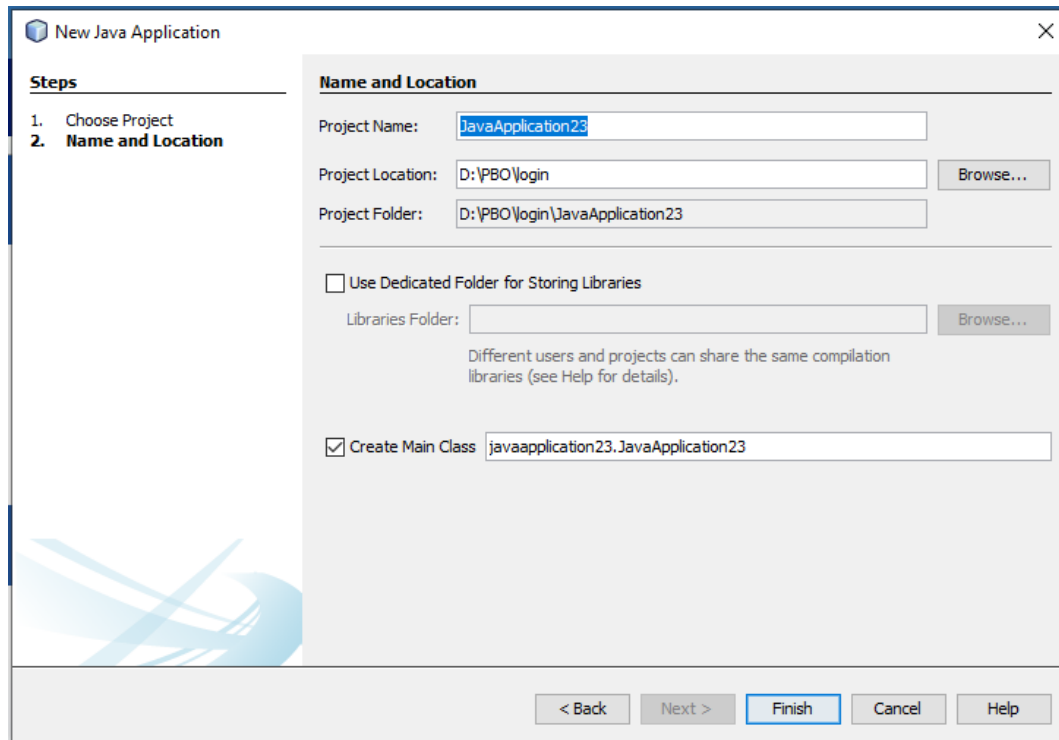 New Java Application
Steps
1. Choose Project
2. Name and Location
Name and Location
Project Name: JavaApplication23
Project Location: D:\PBO\login Browse...
Project Folder: D:\PBO\login\JavaApplication23
Use Dedicated Folder for Storing Libraries
Libraries Folder: Browse...
Different users and projects can share the same compilation
libraries (see Help for details).
Create Main Class javaapplication23.JavaApplication23
< Back Next > Finish Cancel Help